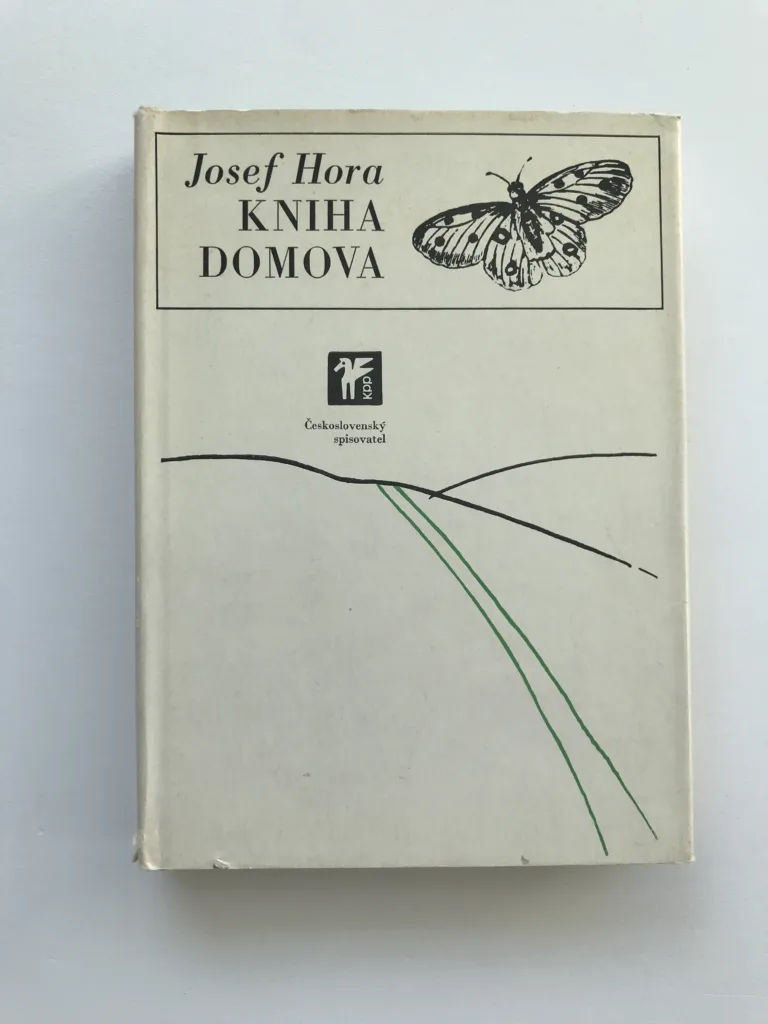 Josef Hora
KNIHA
DOMOVA
kpp
Československý
spisovatel